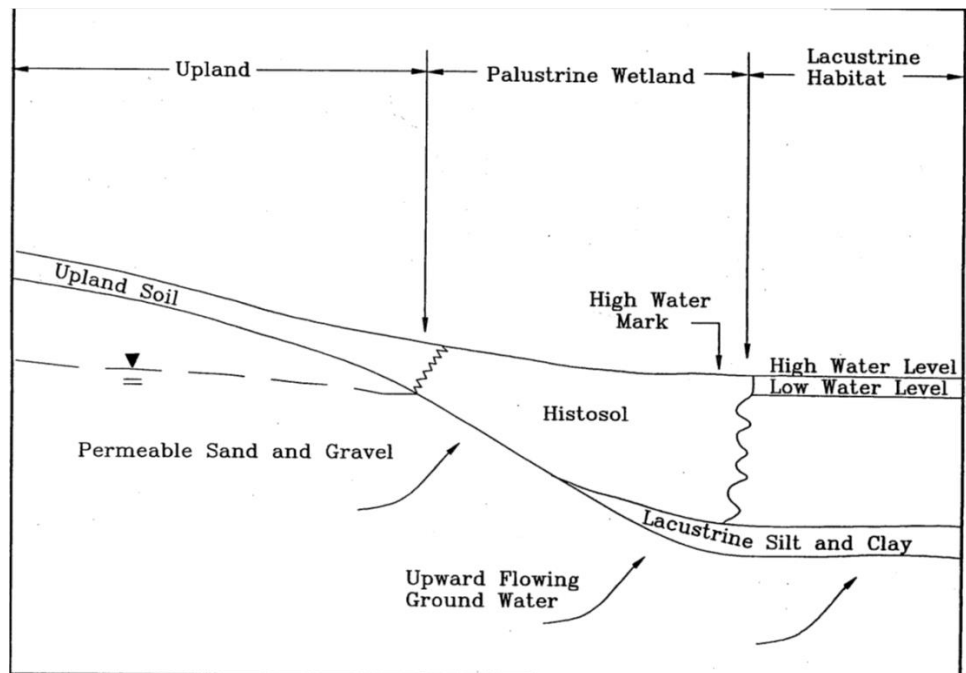 Upland
Palustrine Wetland
Lacustrine
Habitat
Upland Soil
High Water
Mark
High Water Level
Low Water Level
Histosol
Permeable Sand and Gravel
Lacustrine Silt and Clay
Upward Flowing
Ground Water